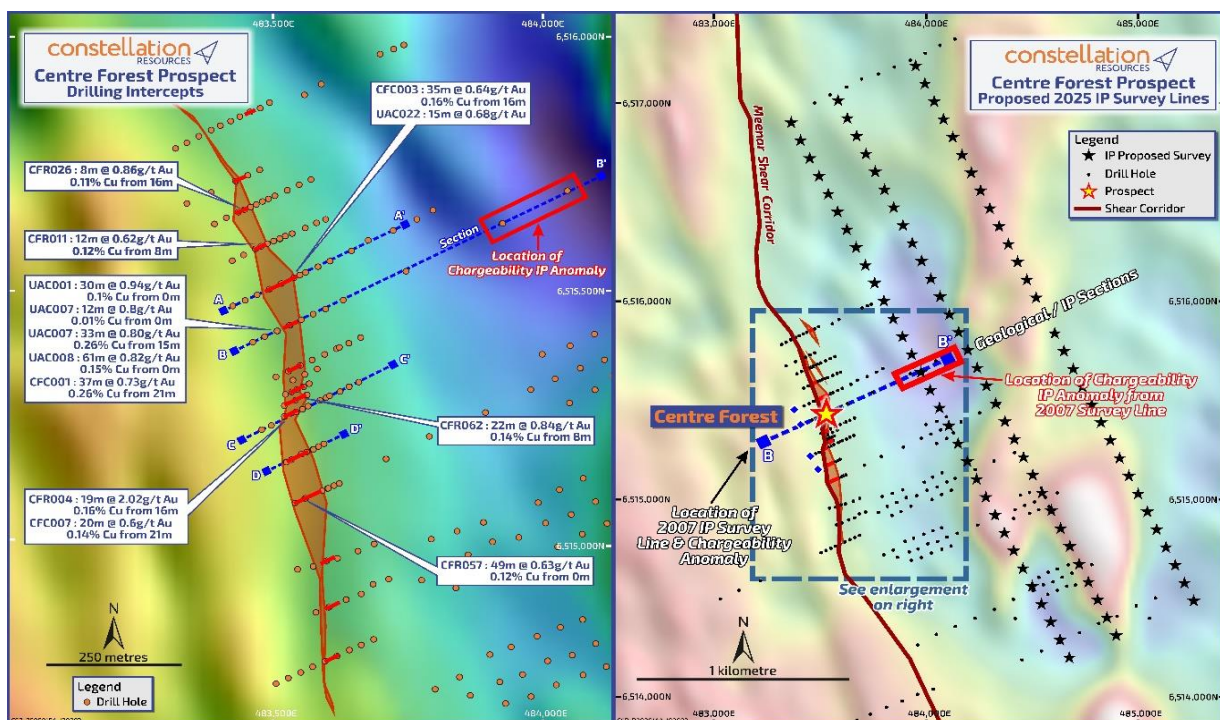 483,500E
484,000E
6,516,000N
constellation
RESOURCES
Centre Forest Prospect
Drilling Intercepts
CFC003 : 35m @ 0.64g/t Au
0.16% Cu from 16m
UAC022 : 15m @ 0.68g/t Au
CFR026 : 8m @ 0.86g/t Au
0.11% Cu from 16m
B'
A'
Section
Location of
Chargeability IP Anomaly
CFR011 : 12m @ 0.62g/t Au
0.12% Cu from 8m
6,515,500N
A
UAC001 : 30m @ 0.94g/t Au
0.1% Cu from 0m
UAC007 : 12m @ 0.8g/t Au
0.01% Cu from 0m
UAC007 : 33m @ 0.80g/t Au
0.26% Cu from 15m
UAC008 : 61m @ 0.82g/t Au
0.15% Cu from 0m
CFC001 : 37m @ 0.73g/t Au
0.26% Cu from 21m
B
C'
CFR062 : 22m @ 0.84g/t Au
0.14% Cu from 8m
C
D'
D
CFR004 : 19m @ 2.02g/t Au
0.16% Cu from 16m
CFC007 : 20m @ 0.6g/t Au
0.14% Cu from 21m
6,515,000N
CFR057 : 49m @ 0.63g/t Au
0.12% Cu from 0m
N
250 metres
Legend
Drill Hole
483,500E
484,000E
483,000E
484,000E
485,000E
constellation
RESOURCES
Centre Forest Prospect
Proposed 2025 IP Survey Lines
6,517,000N
Legend
IP Proposed Survey
Drill Hole
Prospect
Shear Corridor
Meenar Shear Corridor
6,516,000N
6,516,000N
Geological / IP Sections
B'
Location of Chargeability
IP Anomaly from
2007 Survey Line
Centre Forest
B
Location of
2007 IP Survey
Line & Chargeability
Anomaly
6,515,000N
6,515,000N
See enlargement
on right
N
1 kilometre
6,514,000N
6,514,000N
483,000E
484,000E
485,000E